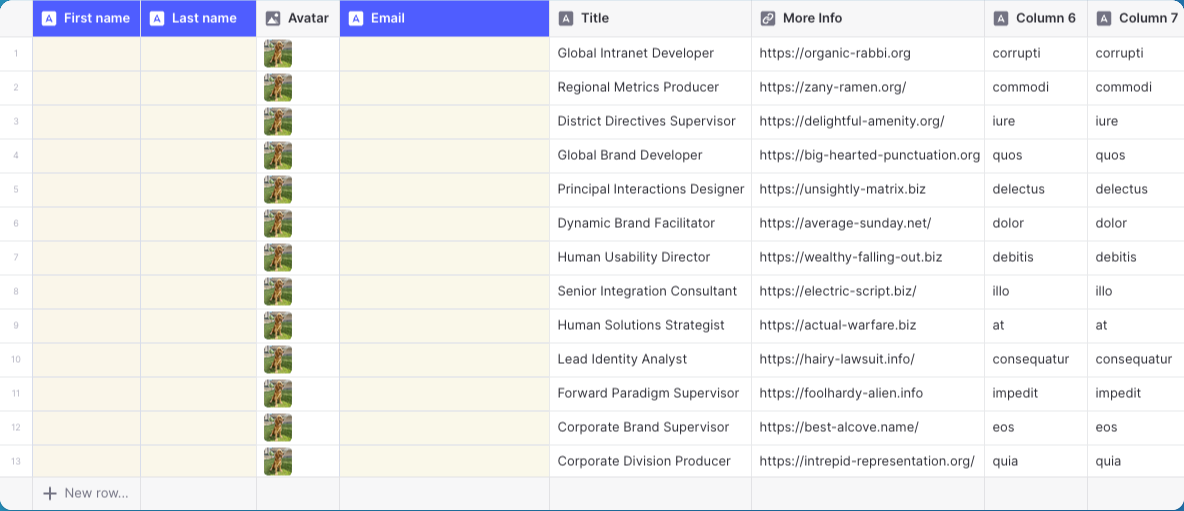 First name Last name Avatar Email Title More Info Column 6 Column 7
1 Global Intranet Developer https://organic-rabbi.org corrupti corrupti
2 Regional Metrics Producer https://zany-ramen.org/ commodi commodi
3 District Directives Supervisor https://delightful-amenity.org/ iure iure
4 Global Brand Developer https://big-hearted-punctuation.org quos quos
5 Principal Interactions Designer https://unsightly-matrix.biz delectus delectus
6 Dynamic Brand Facilitator https://average-sunday.net/ dolor dolor
7 Human Usability Director https://wealthy-falling-out.biz debitis debitis
8 Senior Integration Consultant https://electric-script.biz/ illo illo
9 Human Solutions Strategist https://actual-warfare.biz at at
10 Lead Identity Analyst https://hairy-lawsuit.info/ consequatur consequatur
11 Forward Paradigm Supervisor https://foolhardy-alien.info impedit impedit
12 Corporate Brand Supervisor https://best-alcove.name/ eos eos
13 Corporate Division Producer https://intrepid-representation.org/ quia quia
New row...